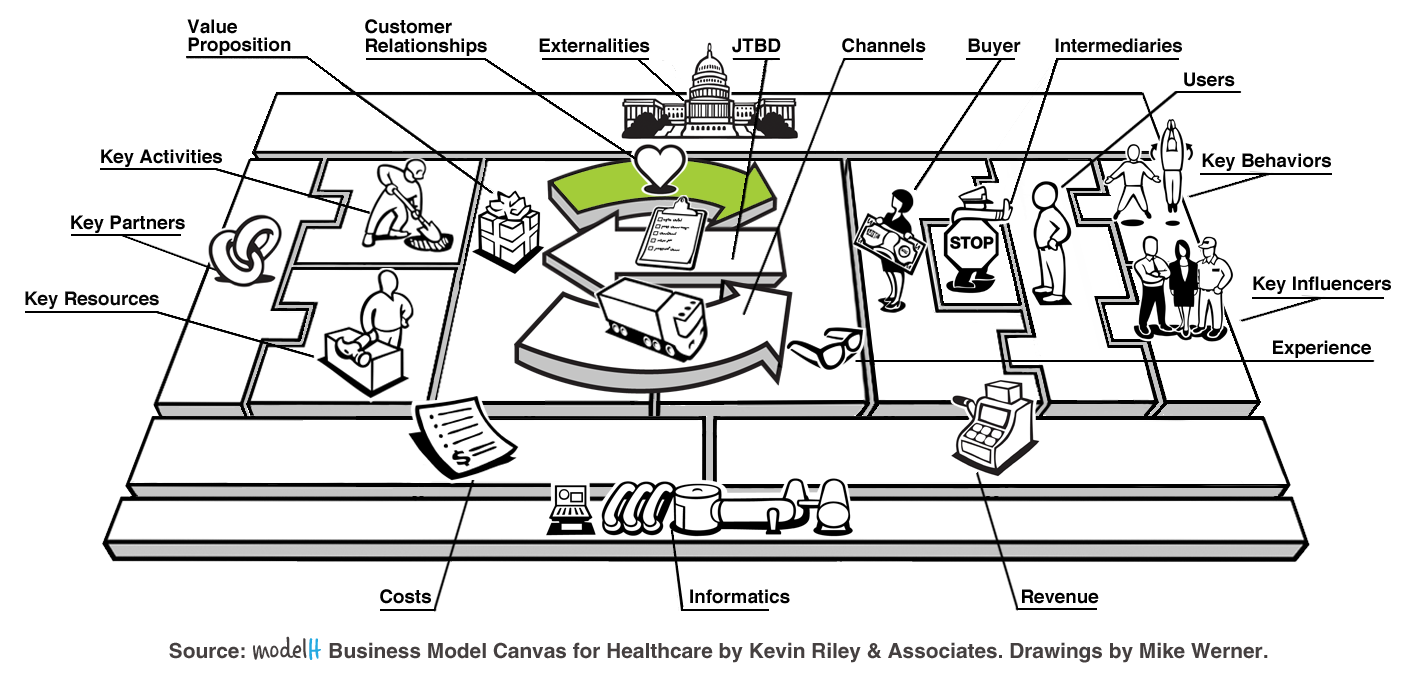 Value
Proposition
Customer
Relationships
Externalities
JTBD
Channels
Buyer
Intermediaries
Users
Key Activities
Key Behaviors
Key Partners
STOP
Key Resources
Key Influencers
Experience
$
Costs
Informatics
Revenue
Source: modelH Business Model Canvas for Healthcare by Kevin Riley & Associates. Drawings by Mike Werner.